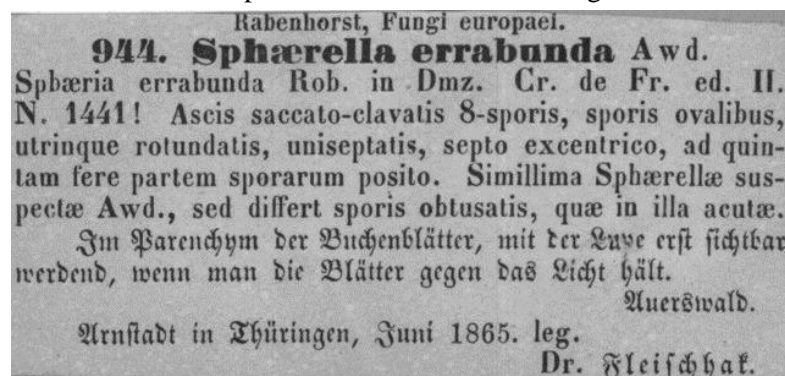 Rabenhorst, Fungi europaei.
944. Sphærella errabunda Awd.
Sphæria errabunda Rob. in Dmz. Cr. de Fr. ed. II.
N. 1441! Ascis saccato-clavatis 8-sporis, sporis ovalibus,
utrinque rotundatis, uniseptatis, septo excentrico, ad quin-
tam fere partem sporarum posito. Simillima Sphærellæ sus-
pectæ Awd., sed differt sporis obtusatis, quæ in illa acutæ.
Im Parenchym der Buchenblätter, mit der Lupe erst sichtbar
werdend, wenn man die Blätter gegen das Licht hält.
Auerswald.
Arnstadt in Thüringen, Juni 1865. leg.
Dr. Fleischhak.